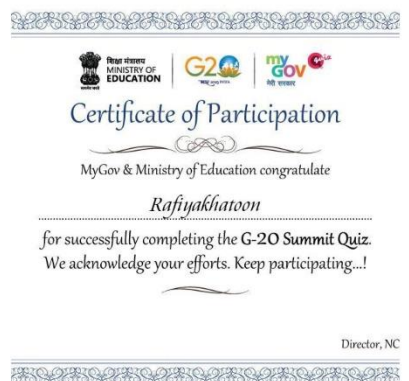 शिक्षा मंत्रालय
MINISTRY OF
EDUCATION
G20
my
GOV
मेरी सरकार
Quiz
Certificate of Participation
MyGov & Ministry of Education congratulate
Rafiyakhatoon
for successfully completing the G-20 Summit Quiz.
We acknowledge your efforts. Keep participating...!
Director, NC